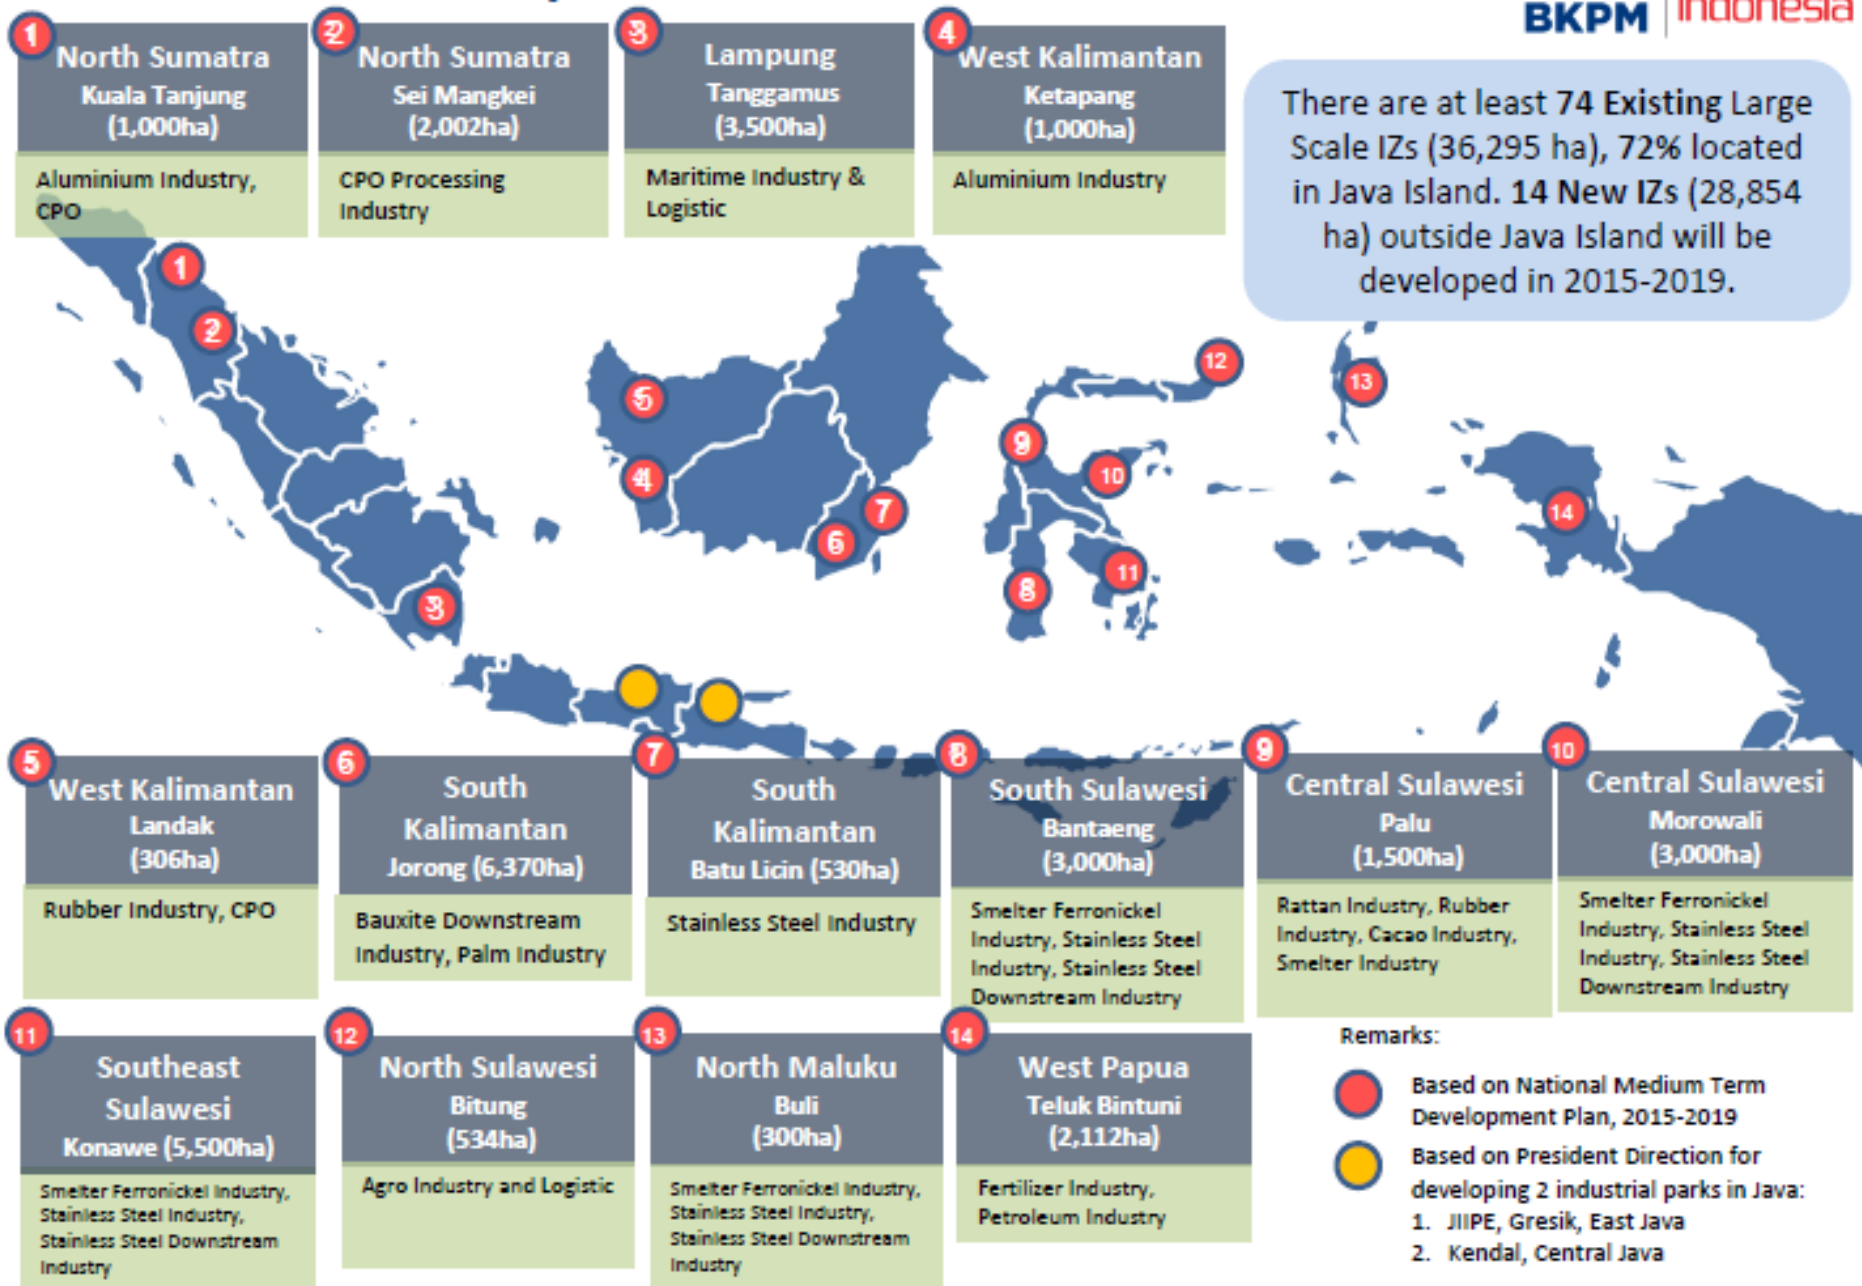 BKPM
Indonesia
1
North Sumatra
Kuala Tanjung
(1,000ha)
Aluminium Industry,
CPO
2
North Sumatra
Sei Mangkei
(2,002ha)
CPO Processing
Industry
3
Lampung
Tanggamus
(3,500ha)
Maritime Industry &
Logistic
4
West Kalimantan
Ketapang
(1,000ha)
Aluminium Industry
There are at least 74 Existing Large
Scale IZs (36,295 ha), 72% located
in Java Island. 14 New IZs (28,854
ha) outside Java Island will be
developed in 2015-2019.
1
2
3
4
5
6
7
8
9
10
11
12
13
14
5
West Kalimantan
Landak
(306ha)
Rubber Industry, CPO
6
South
Kalimantan
Jorong (6,370ha)
Bauxite Downstream
Industry, Palm Industry
7
South
Kalimantan
Batu Licin (530ha)
Stainless Steel Industry
8
South Sulawesi
Bantaeng
(3,000ha)
Smelter Ferronickel
Industry, Stainless Steel
Industry, Stainless Steel
Downstream Industry
9
Central Sulawesi
Palu
(1,500ha)
Rattan Industry, Rubber
Industry, Cacao Industry,
Smelter Industry
10
Central Sulawesi
Morowali
(3,000ha)
Smelter Ferronickel
Industry, Stainless Steel
Industry, Stainless Steel
Downstream Industry
11
Southeast
Sulawesi
Konawe (5,500ha)
Smelter Ferronickel Industry,
Stainless Steel Industry,
Stainless Steel Downstream
Industry
12
North Sulawesi
Bitung
(534ha)
Agro Industry and Logistic
13
North Maluku
Buli
(300ha)
Smelter Ferronickel Industry,
Stainless Steel Industry,
Stainless Steel Downstream
Industry
14
West Papua
Teluk Bintuni
(2,112ha)
Fertilizer Industry,
Petroleum Industry
Remarks:
Based on National Medium Term
Development Plan, 2015-2019
Based on President Direction for
developing 2 industrial parks in Java:
1. JIIPE, Gresik, East Java
2. Kendal, Central Java